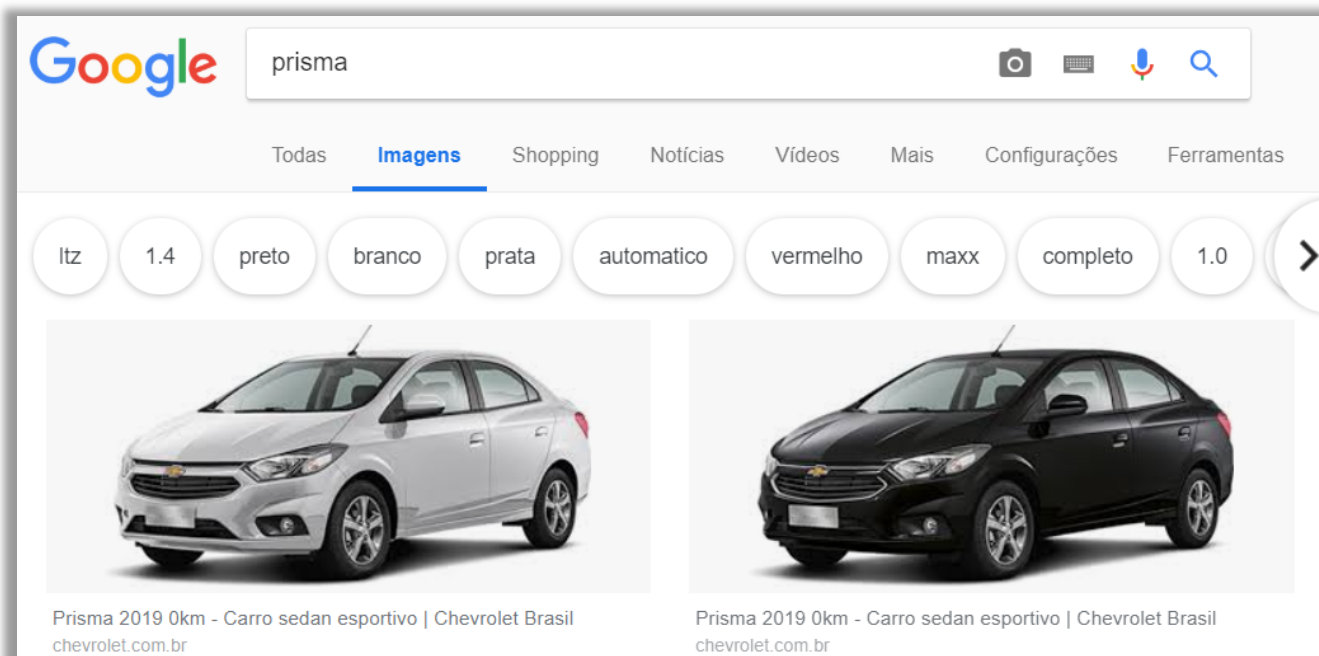 Google prisma
Todas Imagens Shopping Notícias Vídeos Mais Configurações Ferramentas
ltz 1.4 preto branco prata automatico vermelho maxx completo 1.0
Prisma 2019 0km - Carro sedan esportivo | Chevrolet Brasil
chevrolet.com.br
Prisma 2019 0km - Carro sedan esportivo | Chevrolet Brasil
chevrolet.com.br